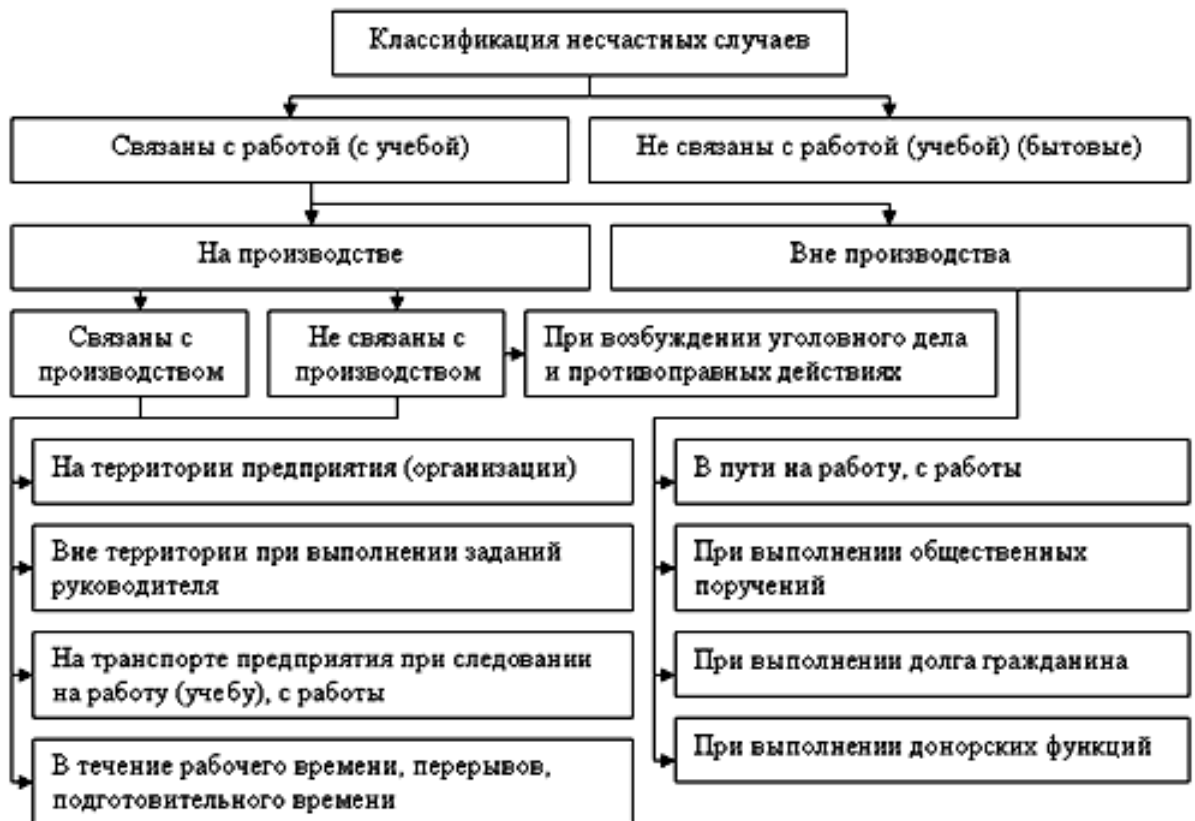 Классификация несчастных случаев
Связаны с работой (с учебой)
Не связаны с работой (учебой) (бытовые)
На производстве
Вне производства
Связаны с
производством
Не связаны с
производством
При возбуждении уголовного дела
и противоправных действиях
На территории предприятия (организации)
Вне территории при выполнении заданий
руководителя
На транспорте предприятия при следовании
на работу (учебу), с работы
В течение рабочего времени, перерывов,
подготовительного времени
В пути на работу, с работы
При выполнении общественных
поручений
При выполнении долга гражданина
При выполнении донорских функций